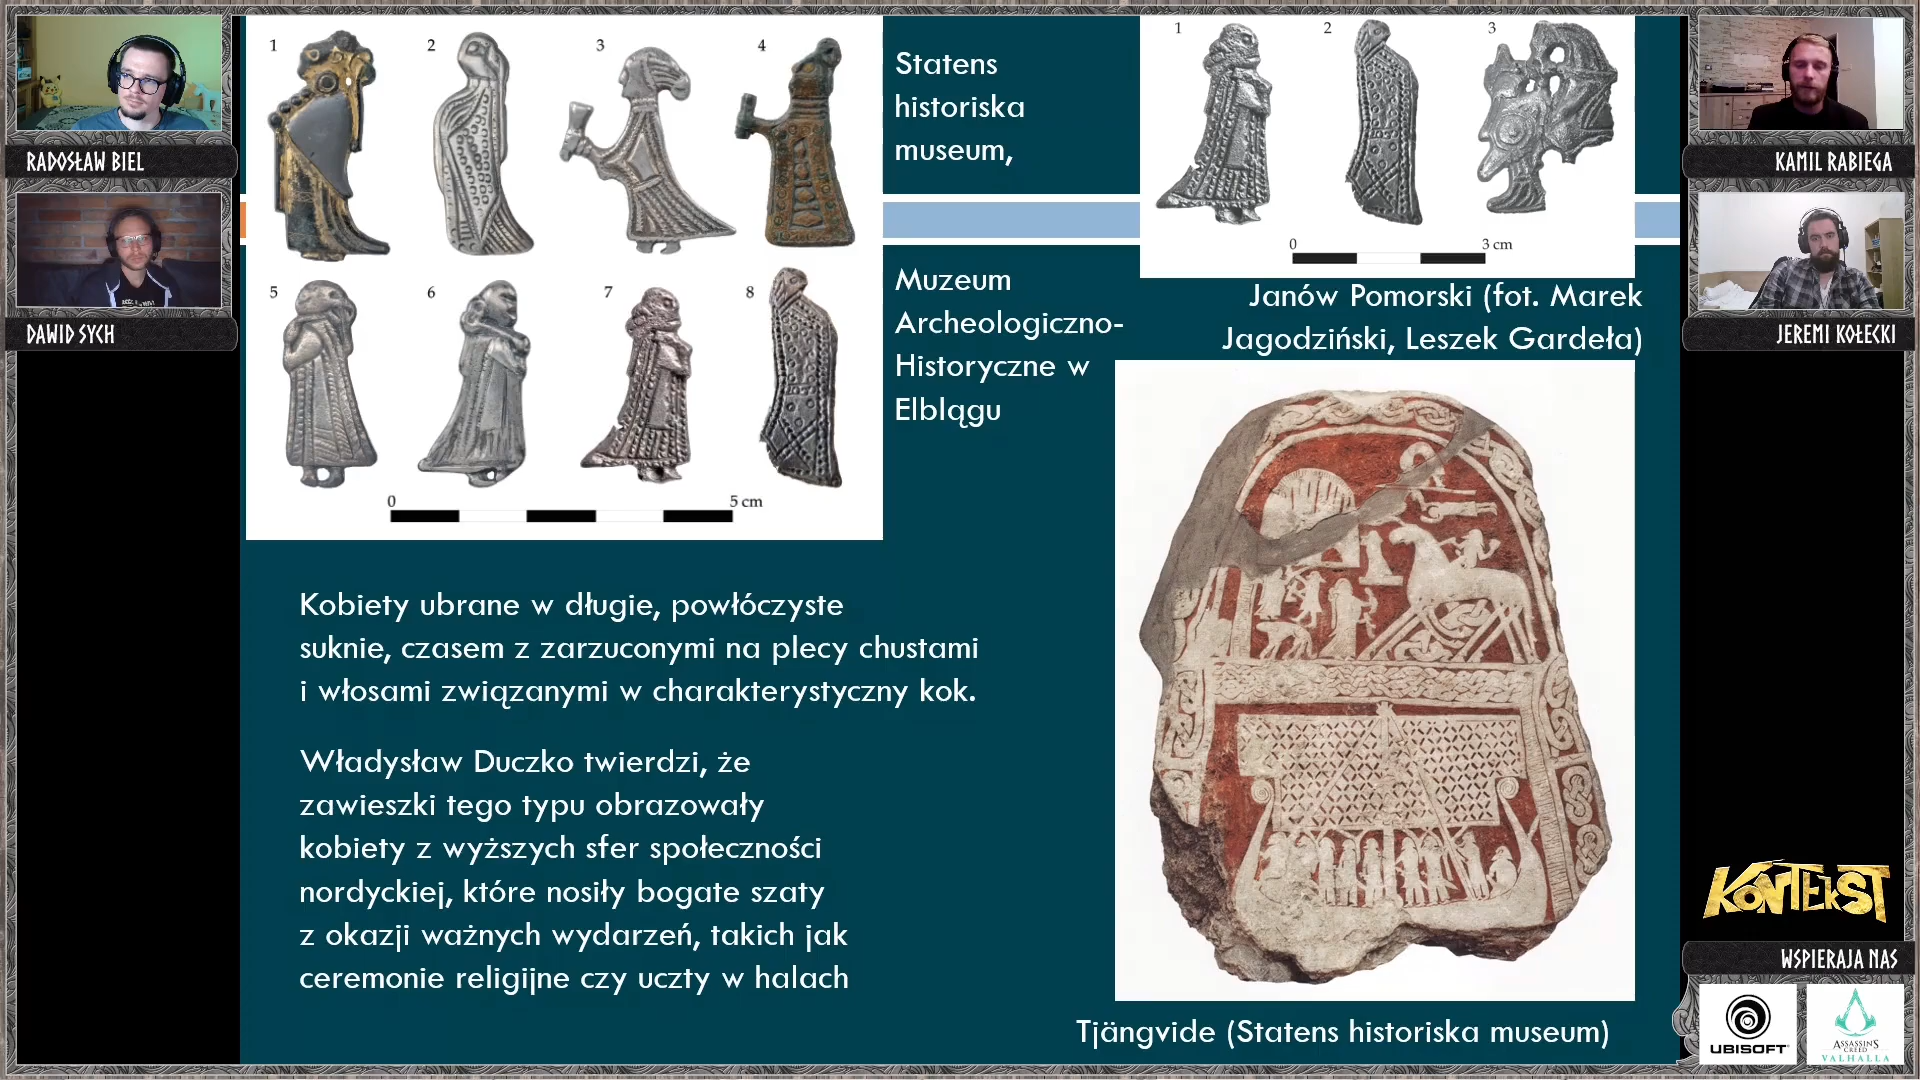 RADOSŁAW BIEL
DAWID SYCH
1
2
3
4
5
6
7
8
0
5 cm
Statens
historiska
museum,
Muzeum
Archeologiczno-
Historyczne w
Elblągu
1
2
3
0
3 cm
Janów Pomorski (fot. Marek
Jagodziński, Leszek Gardeła)
Kobiety ubrane w długie, powłóczyste
suknie, czasem z zarzuconymi na plecy chustami
i włosami związanymi w charakterystyczny kok.
Władysław Duczko twierdzi, że
zawieszki tego typu obrazowały
kobiety z wyższych sfer społeczności
nordyckiej, które nosiły bogate szaty
z okazji ważnych wydarzeń, takich jak
ceremonie religijne czy uczty w halach
Tjängvide (Statens historiska museum)
KAMIL RABIEGA
JEREMI KOŁECKI
KONTEKST
WSPIERAJA NAS
UBISOFT
ASSASSIN'S
CREED
VALHALLA